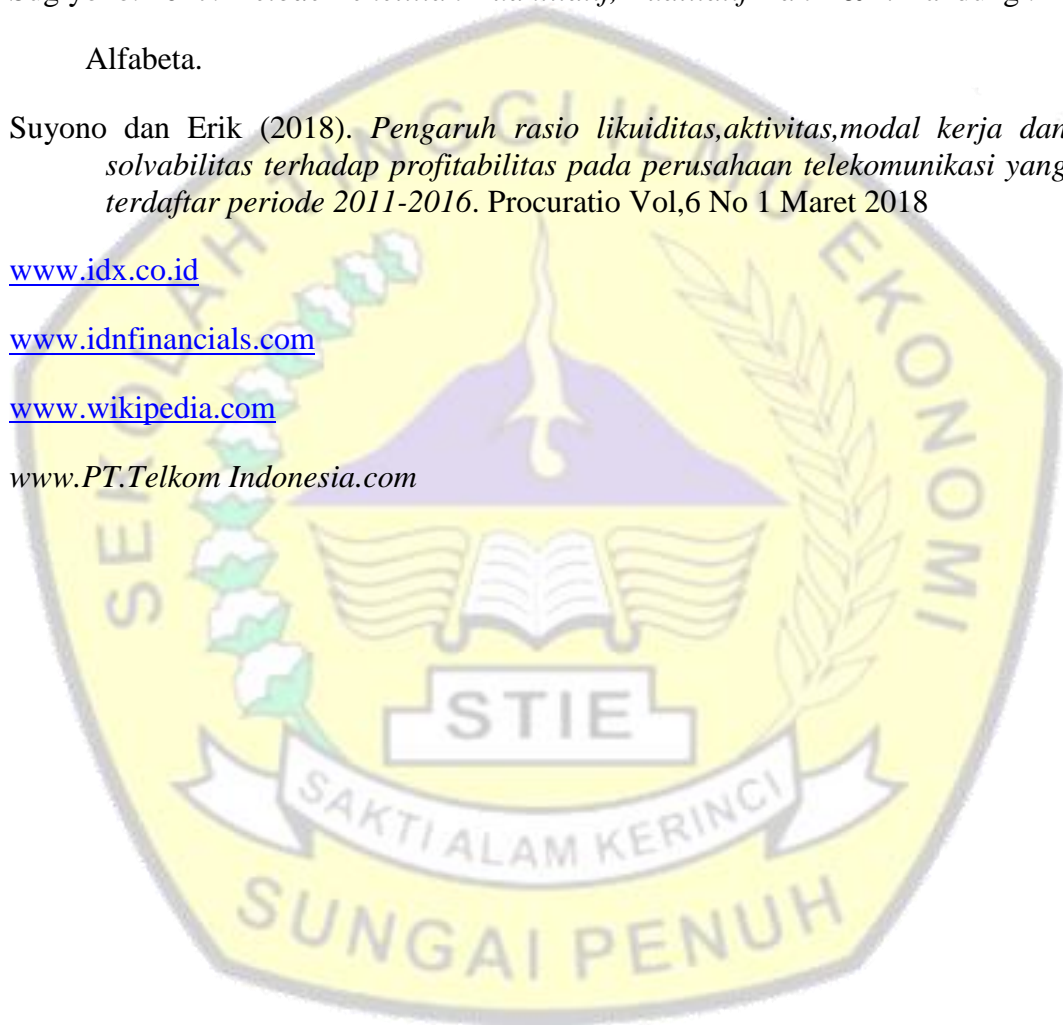 Alfabeta.
Suyono dan Erik (2018). Pengaruh rasio likuiditas,aktivitas,modal kerja dan
solvabilitas terhadap profitabilitas pada perusahaan telekomunikasi yang
terdaftar periode 2011-2016. Procuratio Vol,6 No 1 Maret 2018
www.idx.co.id
www.idnfinancials.com
www.wikipedia.com
www.PT.Telkom Indonesia.com
SEKOLAH TINGGI ILMU EKONOMI
STIE
SAKTI ALAM KERINCI
SUNGAI PENUH